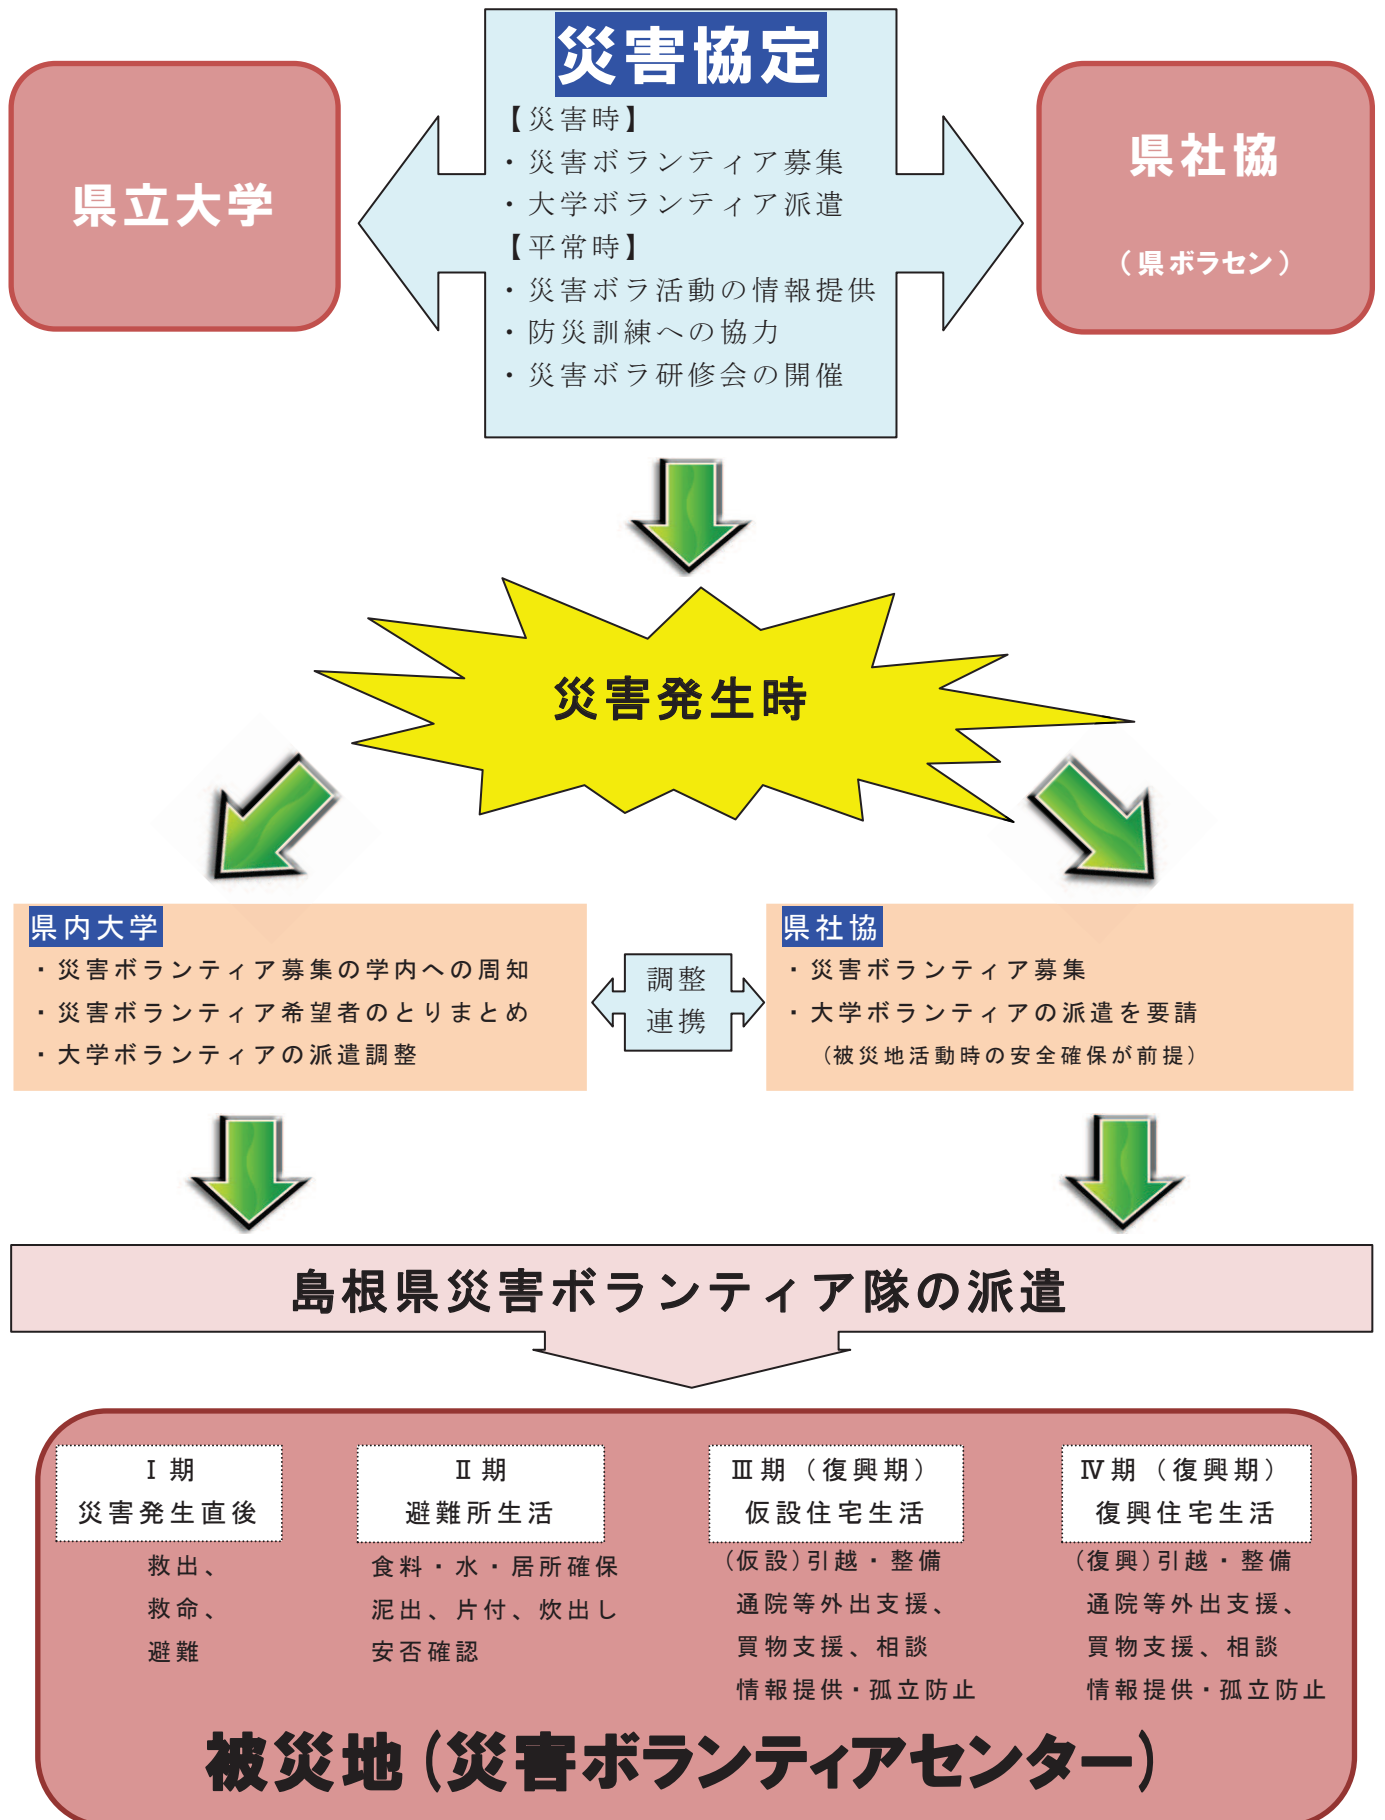 災害協定
【災害時】
・災害ボランティア募集
・大学ボランティア派遣
【平常時】
・災害ボラ活動の情報提供
・防災訓練への協力
・災害ボラ研修会の開催
県立大学
県社協
（県ボラセン）
災害発生時
県内大学
・災害ボランティア募集の学内への周知
・災害ボランティア希望者のとりまとめ
・大学ボランティアの派遣調整
調整
連携
県社協
・災害ボランティア募集
・大学ボランティアの派遣を要請
（被災地活動時の安全確保が前提）
島根県災害ボランティア隊の派遣
Ⅰ期
災害発生直後
救出、
救命、
避難
Ⅱ期
避難所生活
食料・水・居所確保
泥出、片付、炊出し
安否確認
Ⅲ期（復興期）
仮設住宅生活
（仮設）引越・整備
通院等外出支援、
買物支援、相談
情報提供・孤立防止
Ⅳ期（復興期）
復興住宅生活
（復興）引越・整備
通院等外出支援、
買物支援、相談
情報提供・孤立防止
被災地（災害ボランティアセンター）